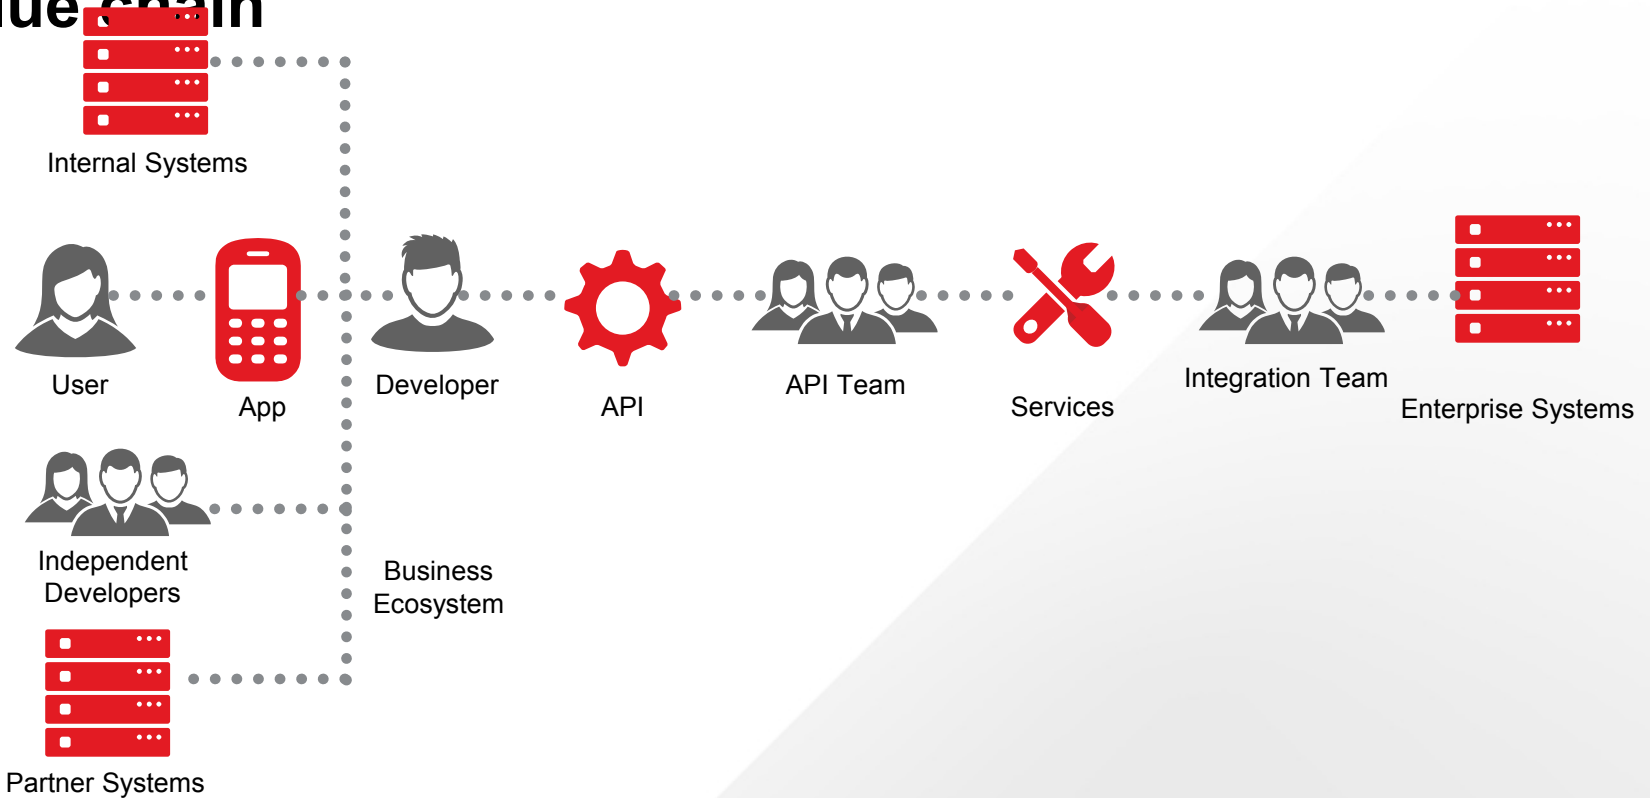 chain
Internal Systems
User
App
Developer
API
API Team
Services
Integration Team
Enterprise Systems
Independent
Developers
Business
Ecosystem
Partner Systems